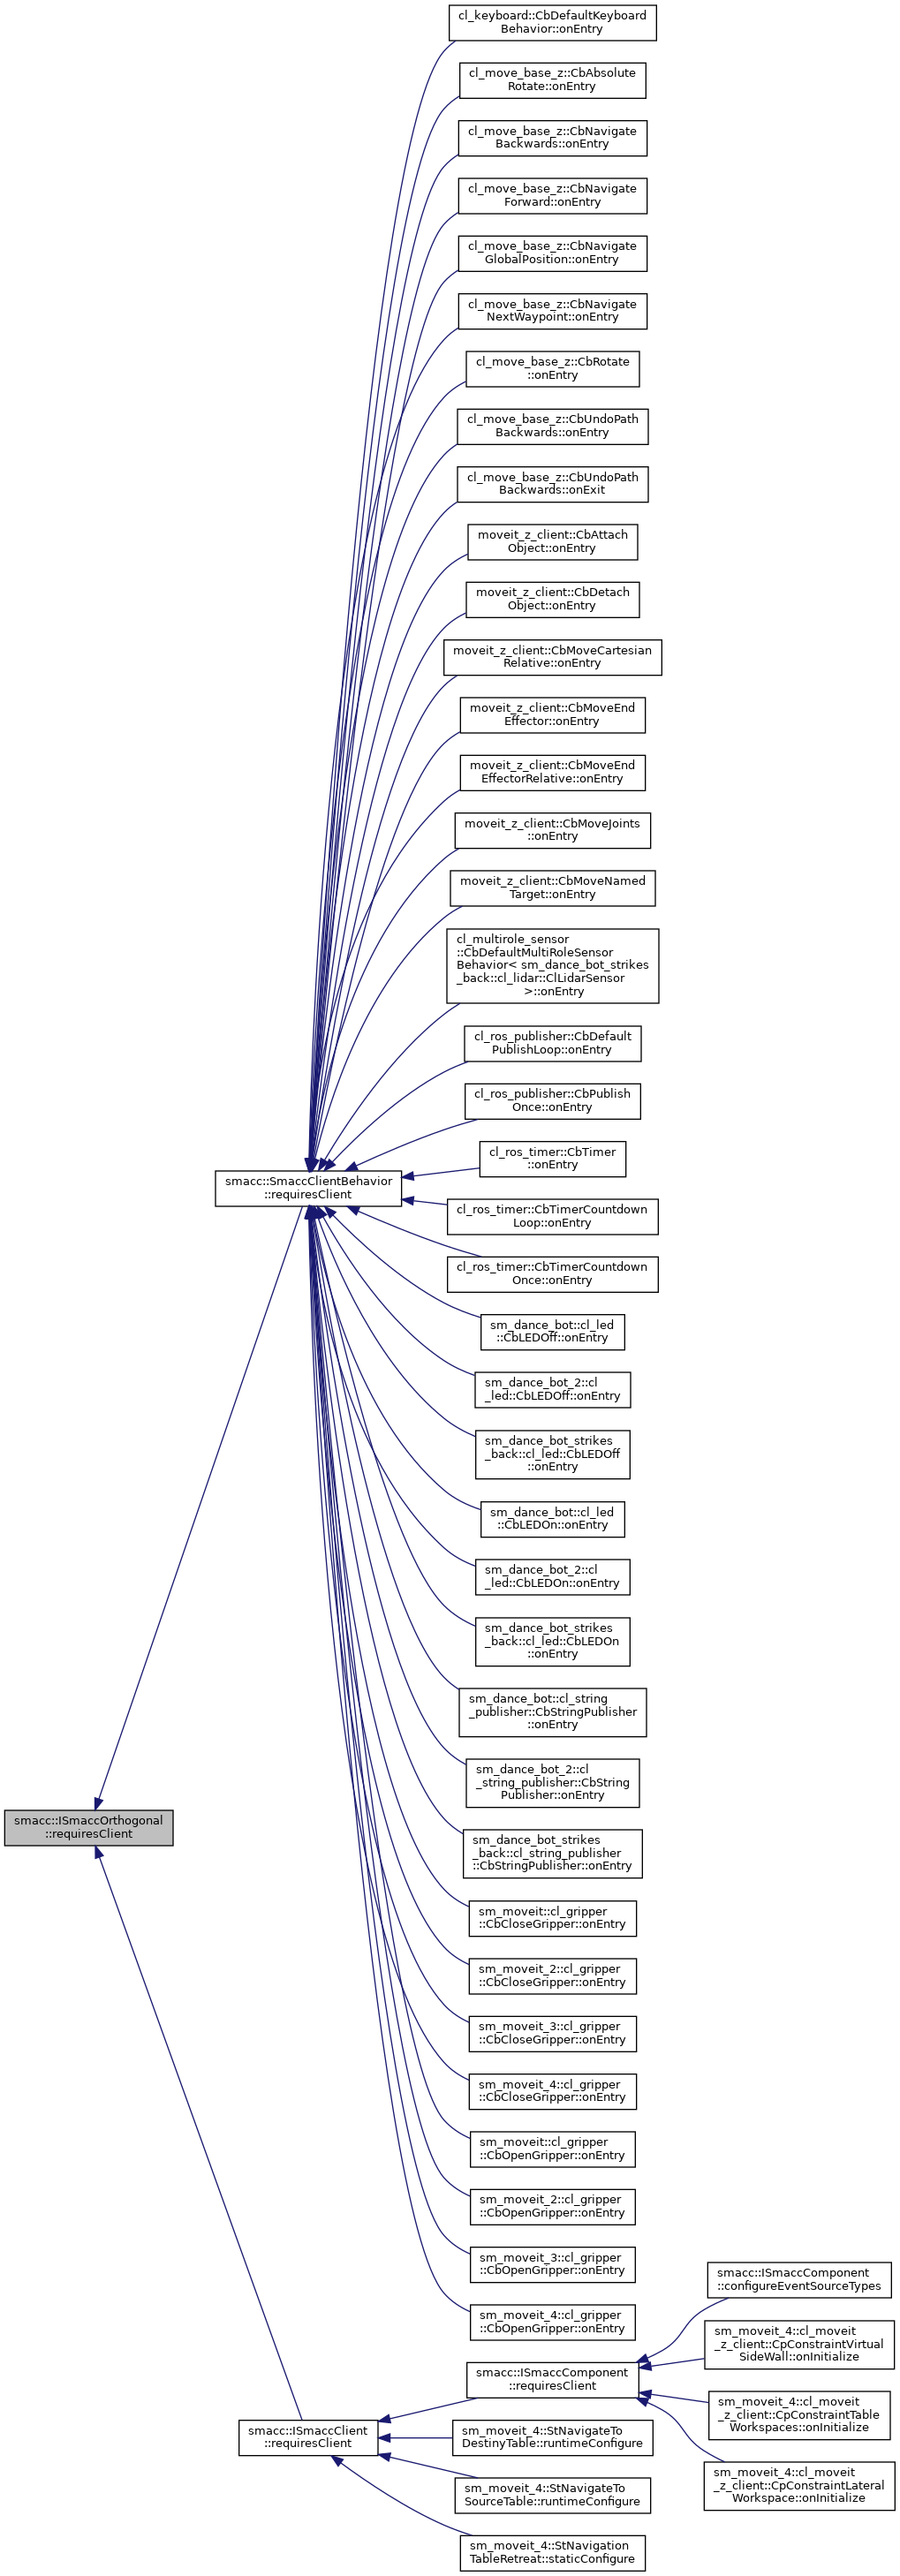 cl_keyboard::CbDefaultKeyboard
Behavior::onEntry
cl_move_base_z::CbAbsolute
Rotate::onEntry
cl_move_base_z::CbNavigate
Backwards::onEntry
cl_move_base_z::CbNavigate
Forward::onEntry
cl_move_base_z::CbNavigate
GlobalPosition::onEntry
cl_move_base_z::CbNavigate
NextWaypoint::onEntry
cl_move_base_z::CbRotate
::onEntry
cl_move_base_z::CbUndoPath
Backwards::onEntry
cl_move_base_z::CbUndoPath
Backwards::onExit
moveit_z_client::CbAttach
Object::onEntry
moveit_z_client::CbDetach
Object::onEntry
moveit_z_client::CbMoveCartesian
Relative::onEntry
moveit_z_client::CbMoveEnd
Effector::onEntry
moveit_z_client::CbMoveEnd
EffectorRelative::onEntry
moveit_z_client::CbMoveJoints
::onEntry
moveit_z_client::CbMoveNamed
Target::onEntry
cl_multirole_sensor
::CbDefaultMultiRoleSensor
Behavior< sm_dance_bot_strikes
_back::cl_lidar::ClLidarSensor
>::onEntry
cl_ros_publisher::CbDefault
PublishLoop::onEntry
cl_ros_publisher::CbPublish
Once::onEntry
cl_ros_timer::CbTimer
::onEntry
smacc::SmaccClientBehavior
::requiresClient
cl_ros_timer::CbTimerCountdown
Loop::onEntry
cl_ros_timer::CbTimerCountdown
Once::onEntry
sm_dance_bot::cl_led
::CbLEDOff::onEntry
sm_dance_bot_2::cl
_led::CbLEDOff::onEntry
sm_dance_bot_strikes
_back::cl_led::CbLEDOff
::onEntry
sm_dance_bot::cl_led
::CbLEDOn::onEntry
sm_dance_bot_2::cl
_led::CbLEDOn::onEntry
sm_dance_bot_strikes
_back::cl_led::CbLEDOn
::onEntry
sm_dance_bot::cl_string
_publisher::CbStringPublisher
::onEntry
sm_dance_bot_2::cl
_string_publisher::CbString
Publisher::onEntry
smacc::ISmaccOrthogonal
::requiresClient
sm_dance_bot_strikes
_back::cl_string_publisher
::CbStringPublisher::onEntry
sm_moveit::cl_gripper
::CbCloseGripper::onEntry
sm_moveit_2::cl_gripper
::CbCloseGripper::onEntry
sm_moveit_3::cl_gripper
::CbCloseGripper::onEntry
sm_moveit_4::cl_gripper
::CbCloseGripper::onEntry
sm_moveit::cl_gripper
::CbOpenGripper::onEntry
sm_moveit_2::cl_gripper
::CbOpenGripper::onEntry
sm_moveit_3::cl_gripper
::CbOpenGripper::onEntry
sm_moveit_4::cl_gripper
::CbOpenGripper::onEntry
smacc::ISmaccComponent
::configureEventSourceTypes
sm_moveit_4::cl_moveit
_z_client::CpConstraintVirtual
SideWall::onInitialize
smacc::ISmaccComponent
::requiresClient
sm_moveit_4::cl_moveit
_z_client::CpConstraintTable
Workspaces::onInitialize
smacc::ISmaccClient
::requiresClient
sm_moveit_4::StNavigateTo
DestinyTable::runtimeConfigure
sm_moveit_4::cl_moveit
_z_client::CpConstraintLateral
Workspace::onInitialize
sm_moveit_4::StNavigateTo
SourceTable::runtimeConfigure
sm_moveit_4::StNavigation
TableRetreat::staticConfigure